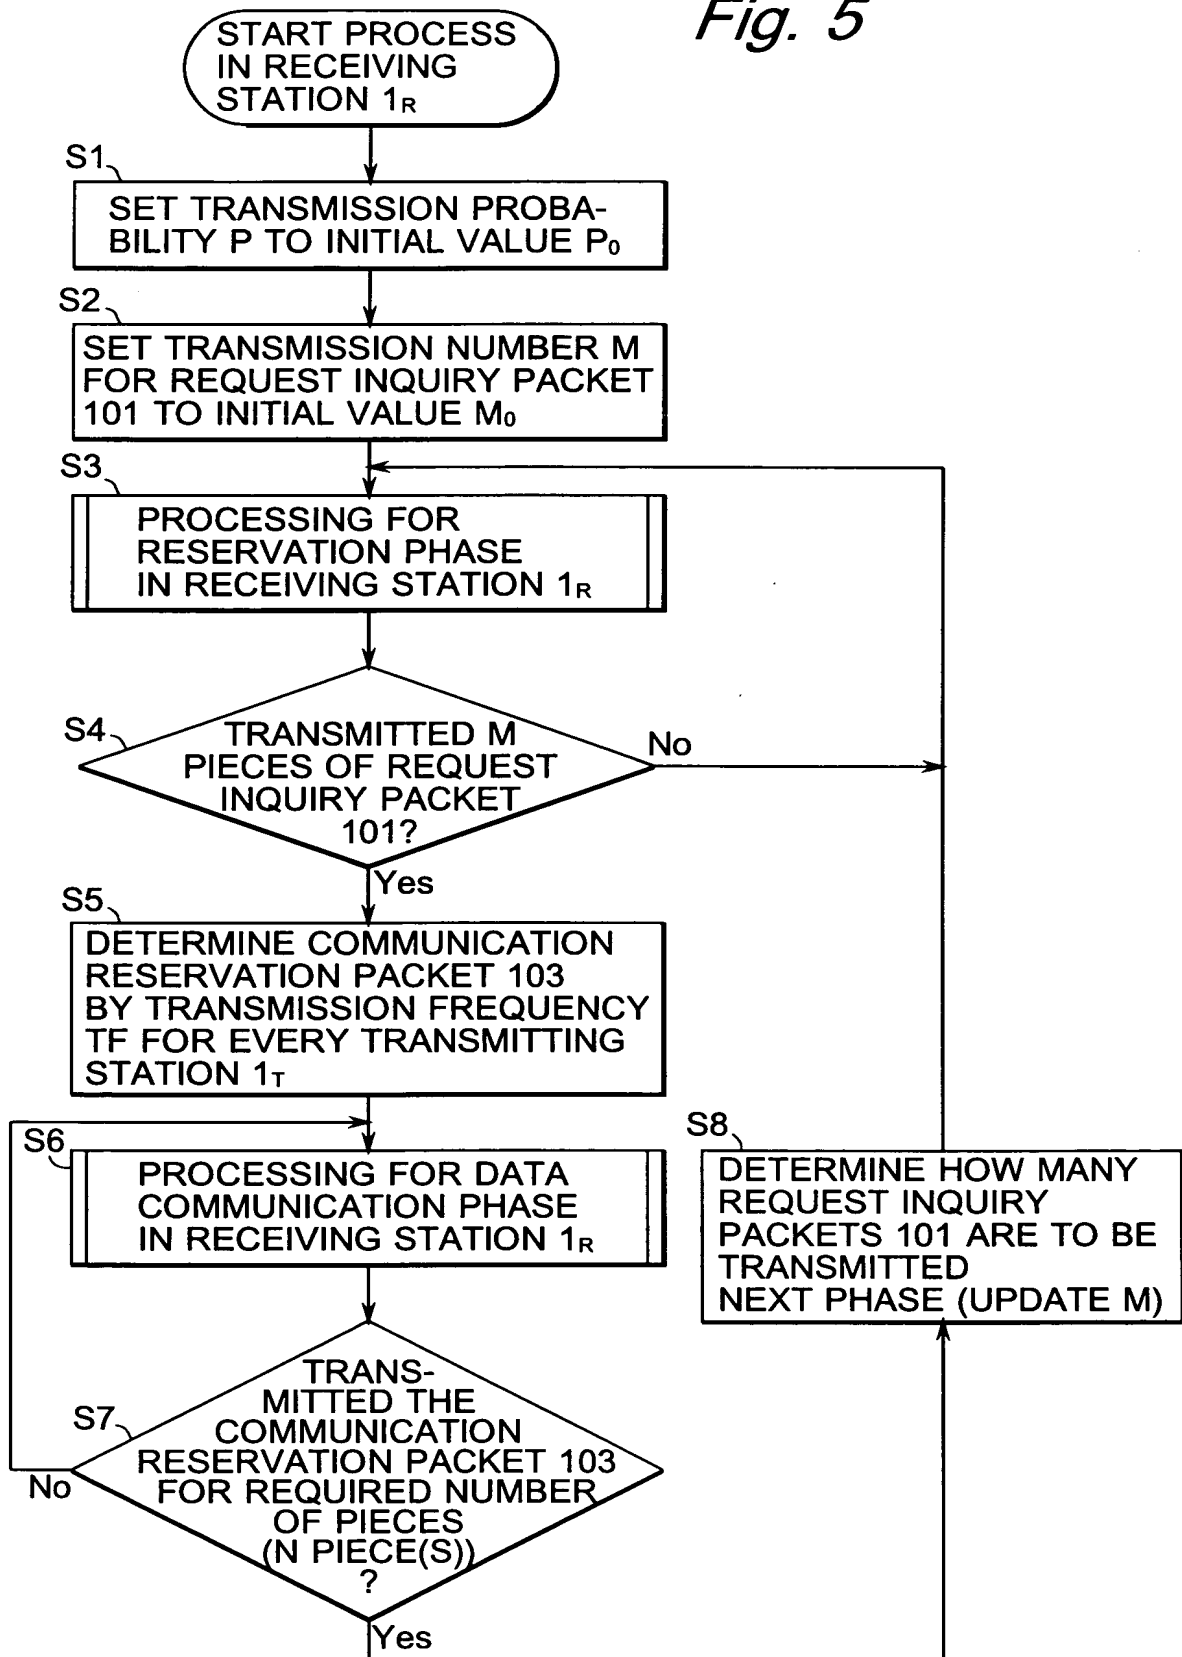 Fig. 5
START PROCESS
IN RECEIVING
STATION 1R
S1
SET TRANSMISSION PROBA-
BILITY P TO INITIAL VALUE P0
S2
SET TRANSMISSION NUMBER M
FOR REQUEST INQUIRY PACKET
101 TO INITIAL VALUE M0
S3
PROCESSING FOR
RESERVATION PHASE
IN RECEIVING STATION 1R
S4
TRANSMITTED M
PIECES OF REQUEST
INQUIRY PACKET
101?
No
Yes
S5
DETERMINE COMMUNICATION
RESERVATION PACKET 103
BY TRANSMISSION FREQUENCY
TF FOR EVERY TRANSMITTING
STATION 1T
S6
PROCESSING FOR DATA
COMMUNICATION PHASE
IN RECEIVING STATION 1R
S7
TRANS-
MITTED THE
COMMUNICATION
RESERVATION PACKET 103
FOR REQUIRED NUMBER
OF PIECES
(N PIECE(S))
?
No
Yes
S8
DETERMINE HOW MANY
REQUEST INQUIRY
PACKETS 101 ARE TO BE
TRANSMITTED
NEXT PHASE (UPDATE M)